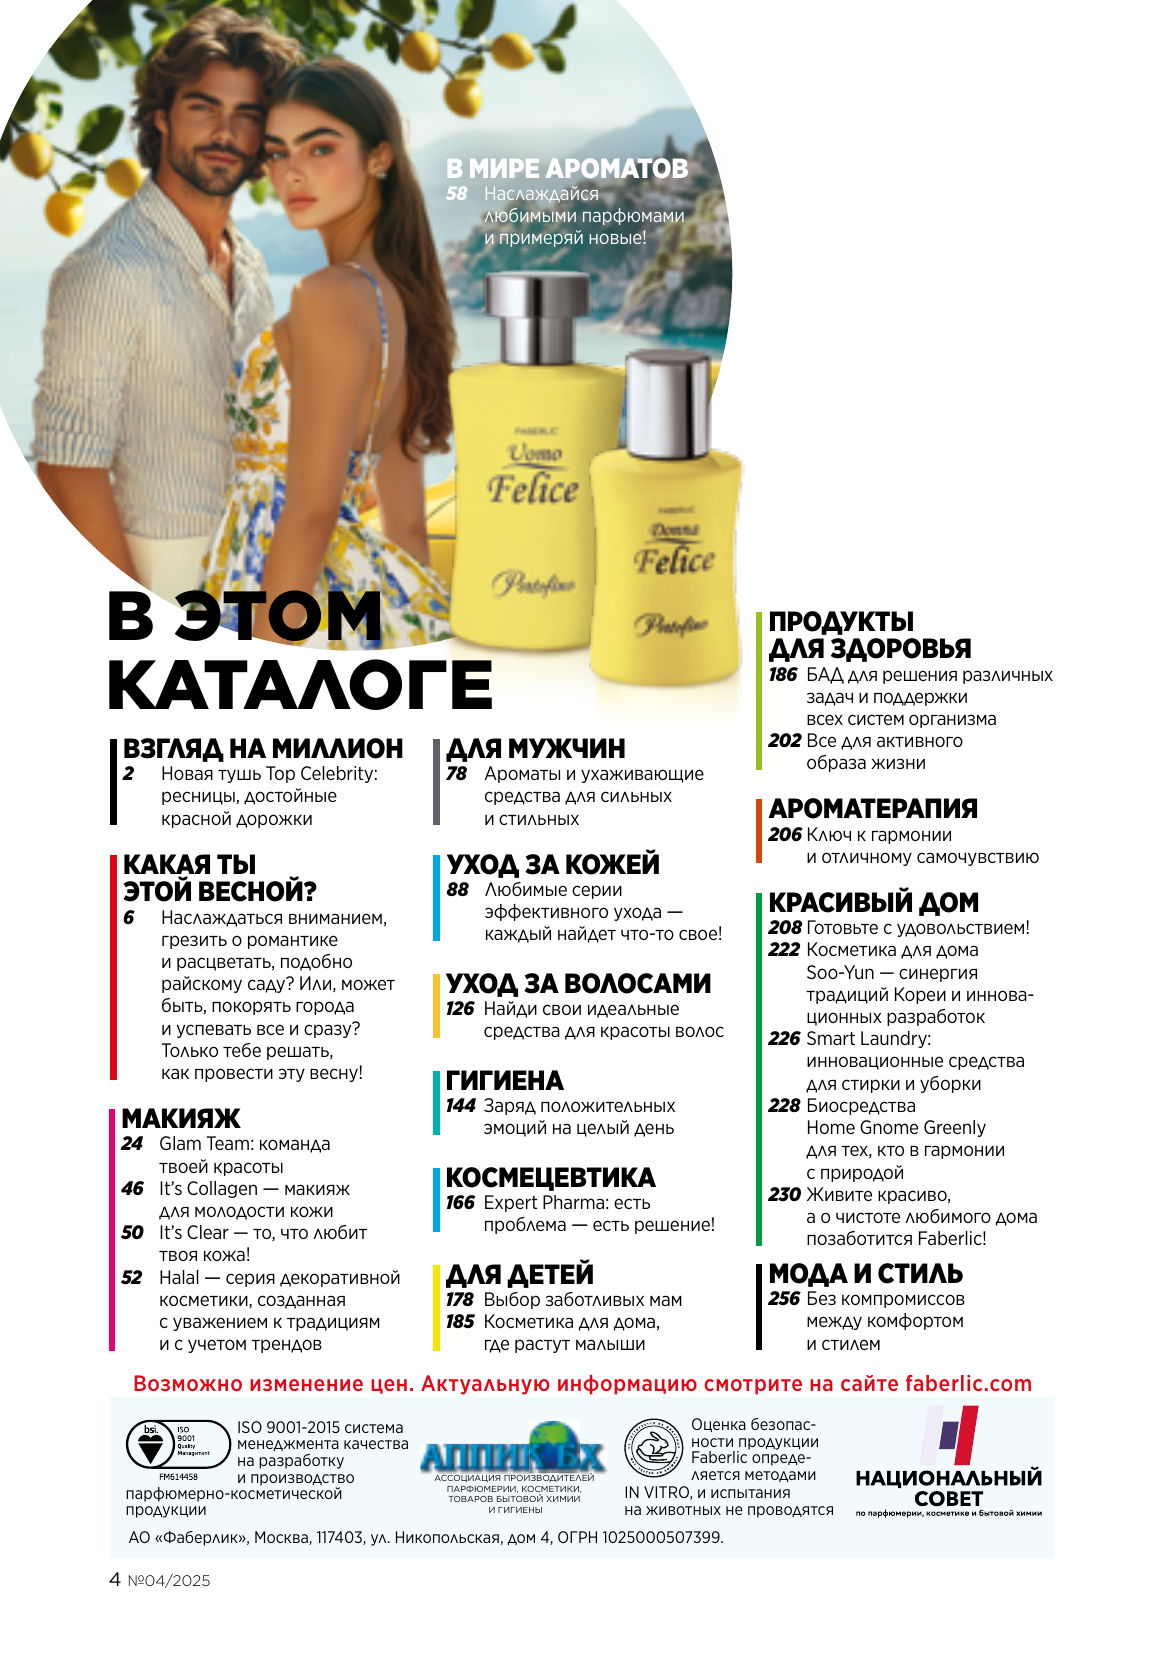 В МИРЕ АРОМАТОВ
58 Наслаждайся
любимыми парфюмами
и примеряй новые!
FABERLIC
Uomo
Felice
Portofino
FABERLIC
Donna
Felice
Portofino
В ЭТОМ
КАТАЛОГЕ
ВЗГЛЯД НА МИЛЛИОН
2 Новая тушь Top Celebrity:
ресницы, достойные
красной дорожки
КАКАЯ ТЫ
ЭТОЙ ВЕСНОЙ?
6 Наслаждаться вниманием,
грезить о романтике
и расцветать, подобно
райскому саду? Или, может
быть, покорять города
и успевать все и сразу?
Только тебе решать,
как провести эту весну!
МАКИЯЖ
24 Glam Team: команда
твоей красоты
46 It’s Collagen — макияж
для молодости кожи
50 It’s Clear — то, что любит
твоя кожа!
52 Halal — серия декоративной
косметики, созданная
с уважением к традициям
и с учетом трендов
ДЛЯ МУЖЧИН
78 Ароматы и ухаживающие
средства для сильных
и стильных
УХОД ЗА КОЖЕЙ
88 Любимые серии
эффективного ухода —
каждый найдет что-то свое!
УХОД ЗА ВОЛОСАМИ
126 Найди свои идеальные
средства для красоты волос
ГИГИЕНА
144 Заряд положительных
эмоций на целый день
КОСМЕЦЕВТИКА
166 Expert Pharma: есть
проблема — есть решение!
ДЛЯ ДЕТЕЙ
178 Выбор заботливых мам
185 Косметика для дома,
где растут малыши
ПРОДУКТЫ
ДЛЯ ЗДОРОВЬЯ
186 БАД для решения различных
задач и поддержки
всех систем организма
202 Все для активного
образа жизни
АРОМАТЕРАПИЯ
206 Ключ к гармонии
и отличному самочувствию
КРАСИВЫЙ ДОМ
208 Готовьте с удовольствием!
222 Косметика для дома
Soo-Yun — синергия
традиций Кореи и иннова-
ционных разработок
226 Smart Laundry:
инновационные средства
для стирки и уборки
228 Биосредства
Home Gnome Greenly
для тех, кто в гармонии
с природой
230 Живите красиво,
а о чистоте любимого дома
позаботится Faberlic!
МОДА И СТИЛЬ
256 Без компромиссов
между комфортом
и стилем
Возможно изменение цен. Актуальную информацию смотрите на сайте faberlic.com
bsi.
ISO
9001
Quality
Management
FM614458
ISO 9001-2015 система
менеджмента качества
на разработку
и производство
парфюмерно-косметической
продукции
АППИК БХ
АССОЦИАЦИЯ ПРОИЗВОДИТЕЛЕЙ
ПАРФЮМЕРИИ, КОСМЕТИКИ,
ТОВАРОВ БЫТОВОЙ ХИМИИ
И ГИГИЕНЫ
Оценка безопас-
ности продукции
Faberlic опреде-
ляется методами
IN VITRO, и испытания
на животных не проводятся
НАЦИОНАЛЬНЫЙ
СОВЕТ
по парфюмерии, косметике и бытовой химии
АО «Фаберлик», Москва, 117403, ул. Никопольская, дом 4, ОГРН 1025000507399.
4 №04/2025